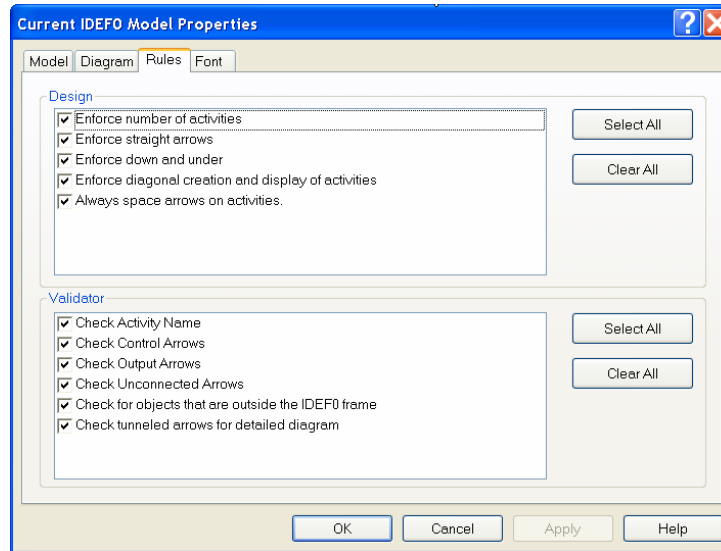 Current IDEF0 Model Properties
Model Diagram Rules Font
Design
Enforce number of activities
Enforce straight arrows
Enforce down and under
Enforce diagonal creation and display of activities
Always space arrows on activities.
Select All
Clear All
Validator
Check Activity Name
Check Control Arrows
Check Output Arrows
Check Unconnected Arrows
Check for objects that are outside the IDEF0 frame
Check tunneled arrows for detailed diagram
Select All
Clear All
OK Cancel Apply Help